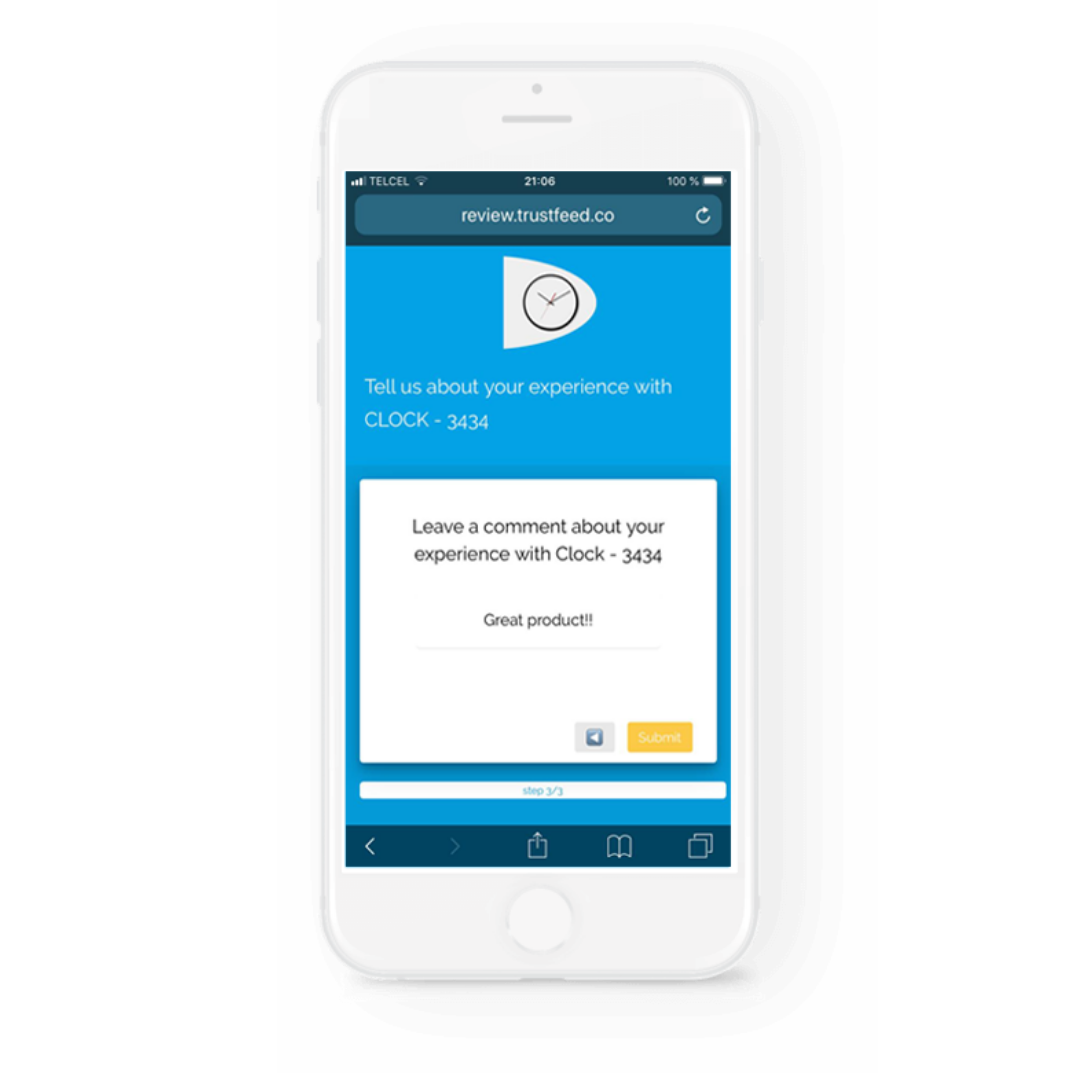 TELCEL 21:06 100 %
review.trustfeed.co
Tell us about your experience with
CLOCK - 3434
Leave a comment about your
experience with Clock - 3434
Great product!!
Submit
step 3/3